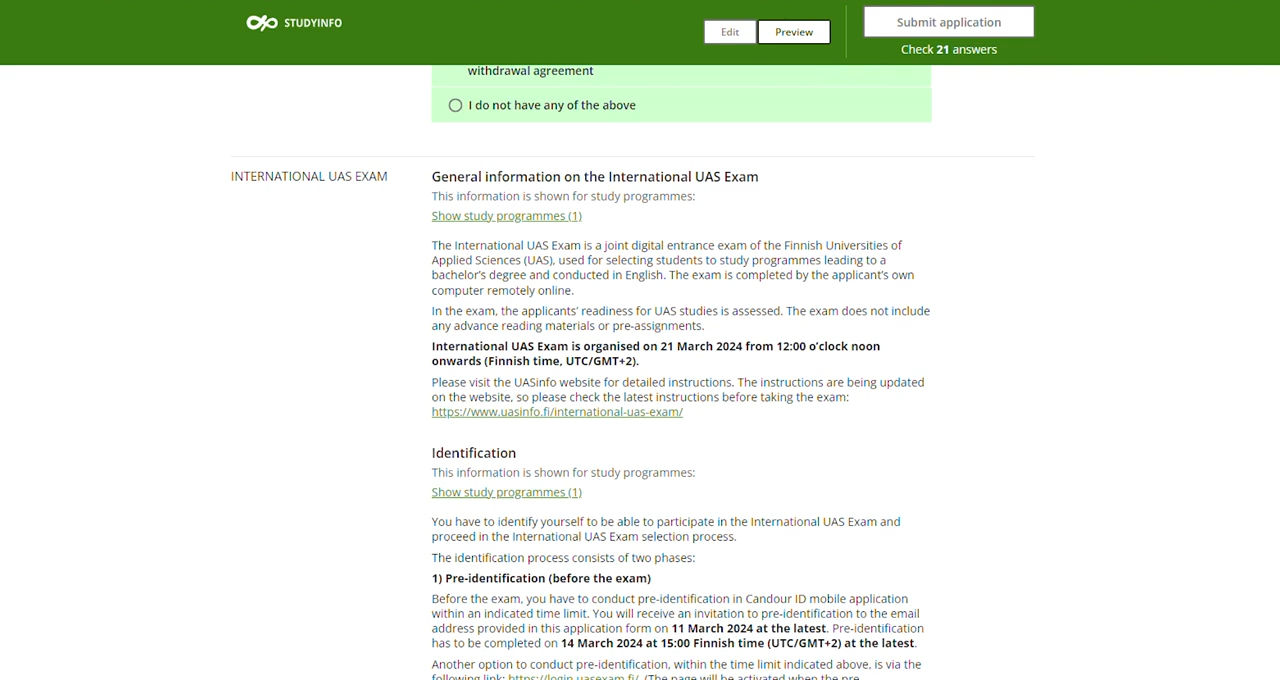 STUDYINFO
Edit
Preview
Submit application
Check 21 answers
withdrawal agreement
I do not have any of the above
INTERNATIONAL UAS EXAM
General information on the International UAS Exam
This information is shown for study programmes:
Show study programmes (1)
The International UAS Exam is a joint digital entrance exam of the Finnish Universities of
Applied Sciences (UAS), used for selecting students to study programmes leading to a
bachelor's degree and conducted in English. The exam is completed by the applicant's own
computer remotely online.
In the exam, the applicants' readiness for UAS studies is assessed. The exam does not include
any advance reading materials or pre-assignments.
International UAS Exam is organised on 21 March 2024 from 12:00 o'clock noon
onwards (Finnish time, UTC/GMT+2).
Please visit the UASinfo website for detailed instructions. The instructions are being updated
on the website, so please check the latest instructions before taking the exam:
https://www.uasinfo.fi/international-uas-exam/
Identification
This information is shown for study programmes:
Show study programmes (1)
You have to identify yourself to be able to participate in the International UAS Exam and
proceed in the International UAS Exam selection process.
The identification process consists of two phases:
1) Pre-identification (before the exam)
Before the exam, you have to conduct pre-identification in Candour ID mobile application
within an indicated time limit. You will receive an invitation to pre-identification to the email
address provided in this application form on 11 March 2024 at the latest. Pre-identification
has to be completed on 14 March 2024 at 15:00 Finnish time (UTC/GMT+2) at the latest.
Another option to conduct pre-identification, within the time limit indicated above, is via the
following link: https://login.uasexam.fi/. (The page will be activated when the pre-